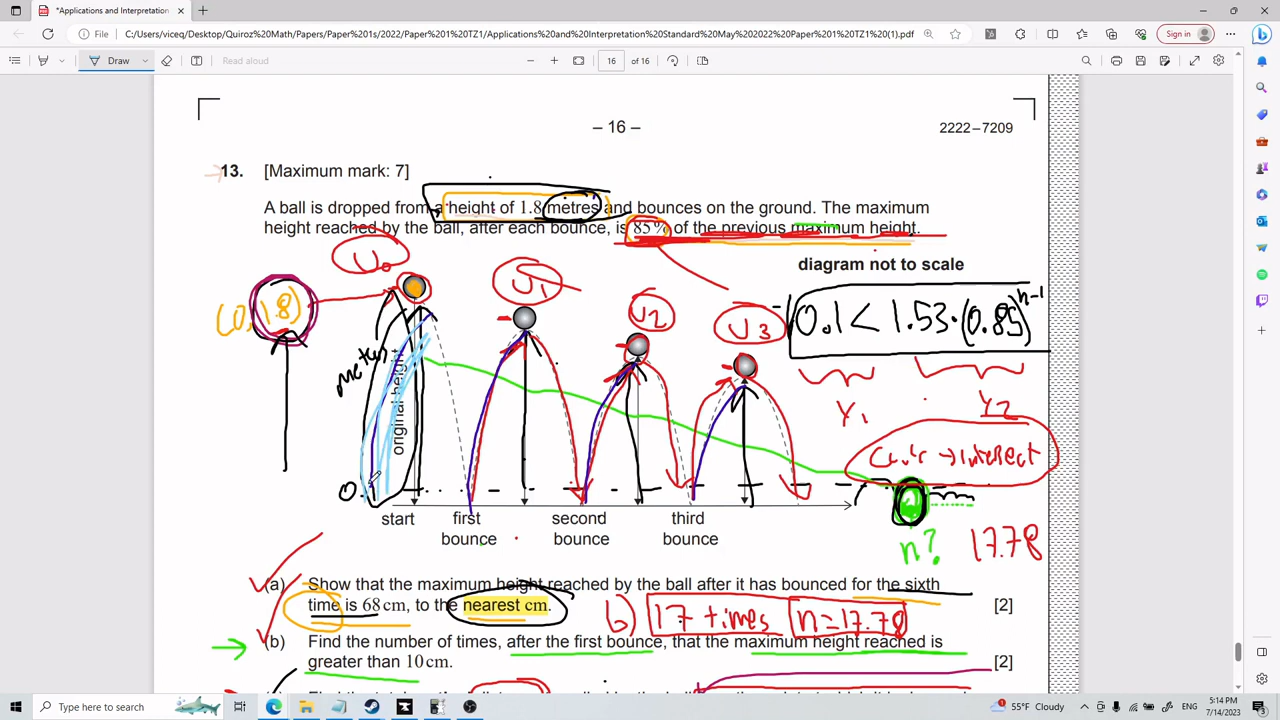 *Applications and Interpretation
File C:/Users/viceq/Desktop/Quiroz%20Math/Papers/Paper%201s/2022/Paper%201%20TZ1/Applications%20and%20Interpretation%20Standard%20May%202022%20Paper%201%20TZ1%20(1).pdf
Sign in
Draw Read aloud 16 of 16
– 16 – 2222–7209
13. [Maximum mark: 7]
A ball is dropped from a height of 1.8 metres and bounces on the ground. The maximum
height reached by the ball, after each bounce, is 85% of the previous maximum height.
diagram not to scale
U0 U1 U2 U3
(0,1.8)
0.1 < 1.53·(0.85)^n-1
meters
original height
Y1 Y2
Calc → Intersect
0.
start first second third
bounce bounce bounce
n? 17.78
(a) Show that the maximum height reached by the ball after it has bounced for the sixth
time is 68 cm, to the nearest cm. [2]
b) 17 times n=17.78
(b) Find the number of times, after the first bounce, that the maximum height reached is
greater than 10 cm. [2]
Type here to search
55°F Cloudy
5:14 PM
7/14/2023